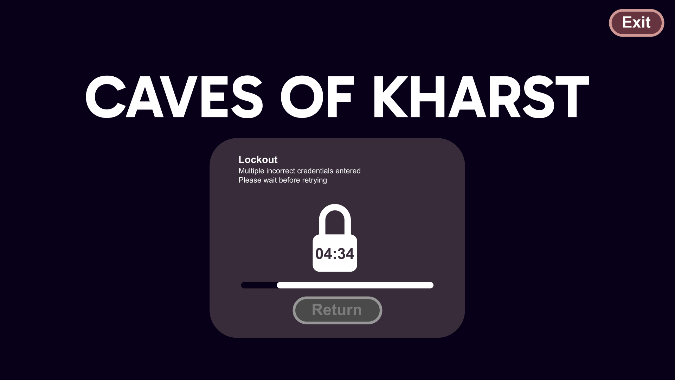 Exit
CAVES OF KHARST
Lockout
Multiple incorrect credentials entered
Please wait before retrying
04:34
Return